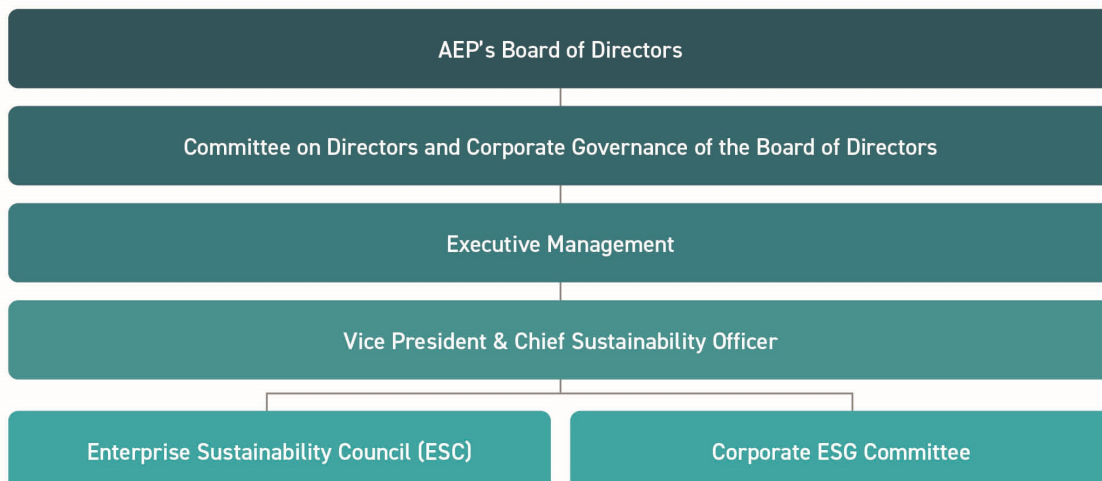 AEP's Board of Directors
Committee on Directors and Corporate Governance of the Board of Directors
Executive Management
Vice President & Chief Sustainability Officer
Enterprise Sustainability Council (ESC)
Corporate ESG Committee